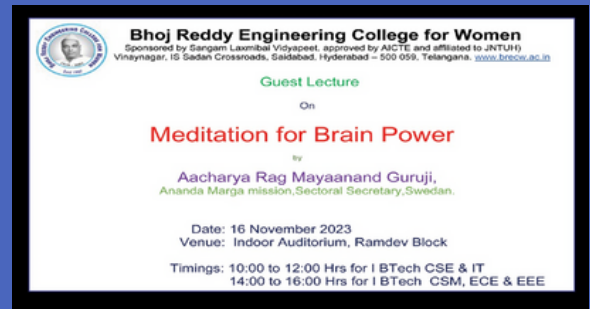 Bhoj Reddy Engineering College for Women
Sponsored by Sangam Laxmibai Vidyapeet, approved by AICTE and affiliated to JNTUH)
Vinaynagar, IS Sadan Crossroads, Saidabad, Hyderabad – 500 059, Telangana. www.brecw.ac.in
Guest Lecture
On
Meditation for Brain Power
by
Aacharya Rag Mayaanand Guruji,
Ananda Marga mission,Sectoral Secretary,Swedan.
Date: 16 November 2023
Venue: Indoor Auditorium, Ramdev Block
Timings: 10:00 to 12:00 Hrs for I BTech CSE & IT
14:00 to 16:00 Hrs for I BTech CSM, ECE & EEE